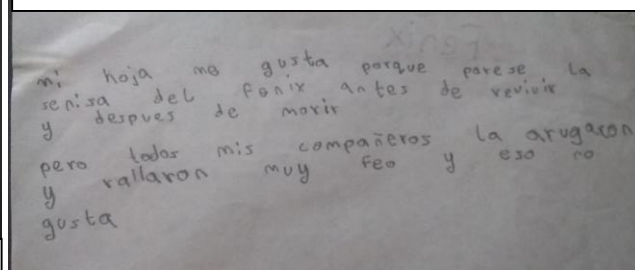 mi hoja me gusta porque parese la
senisa del fenix antes de revivir
y despues de morir
pero todos mis compañeros la arugaron
y rallaron muy feo y eso no
gusta